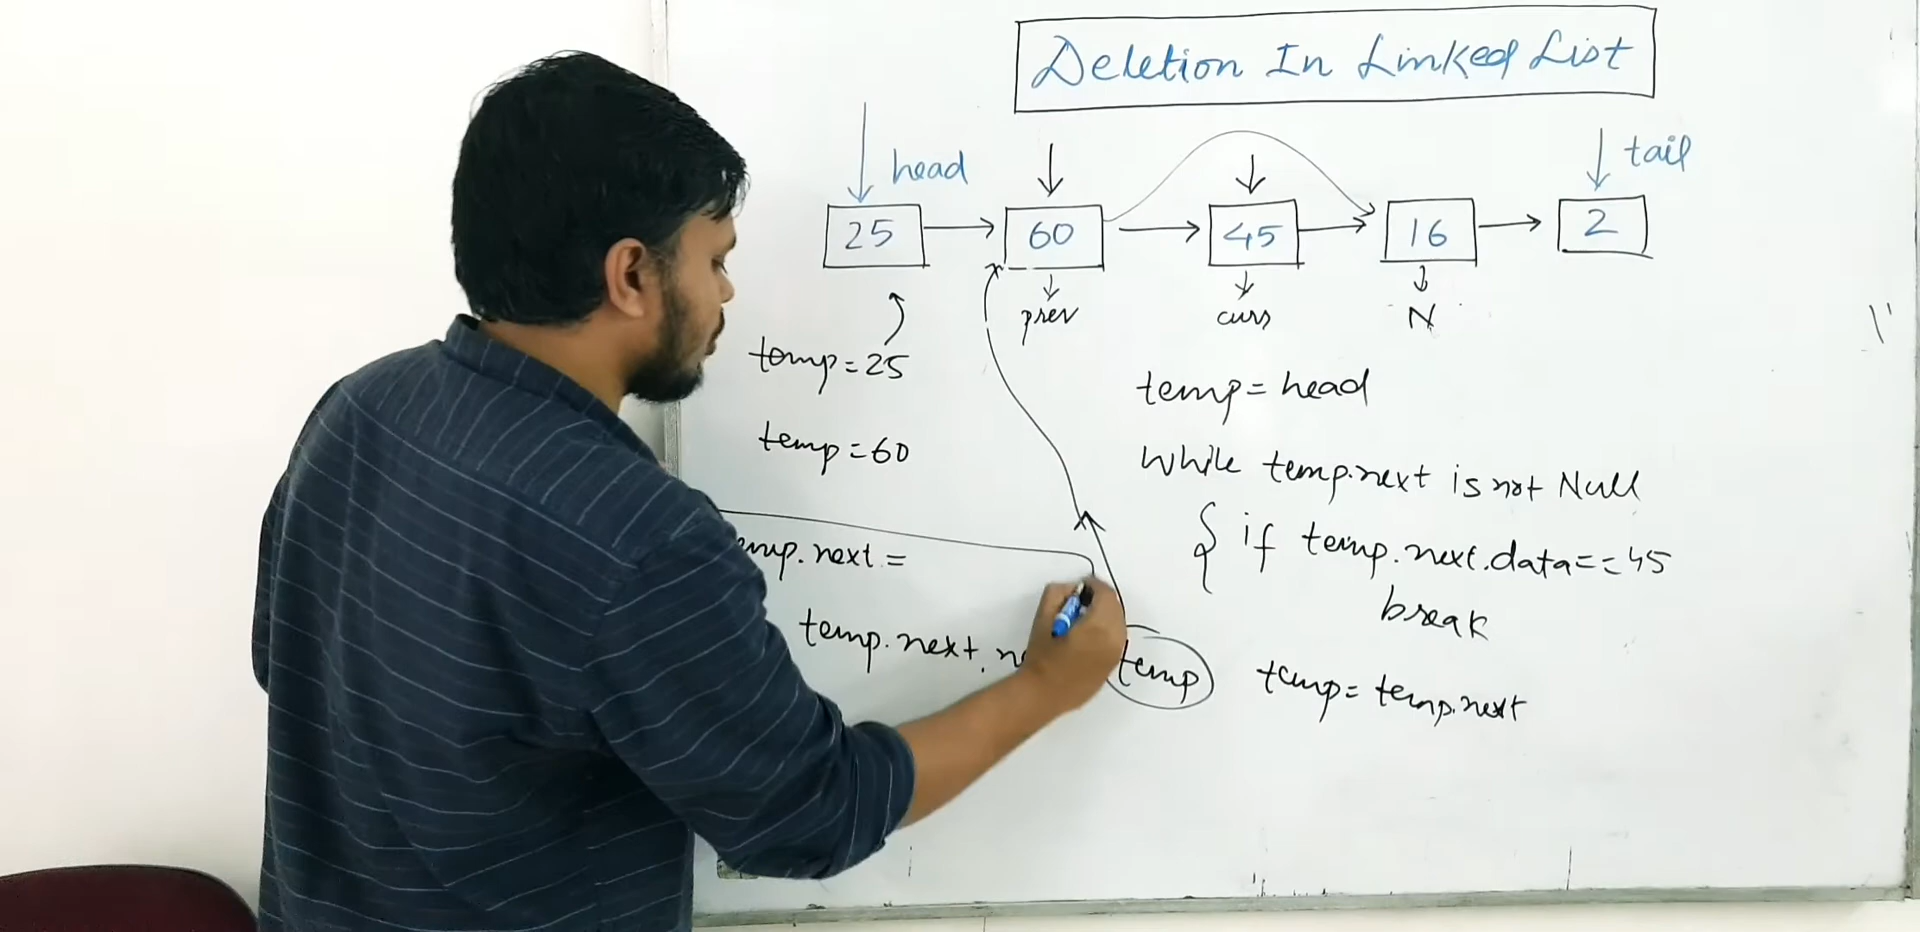 Deletion In Linked List
head
tail
25
60
45
16
2
prev
curr
N
temp=25
temp=60
temp.next=
temp.next.
temp
temp=head
While temp.next is not Null
{ if temp.next.data==45
break
temp=temp.next